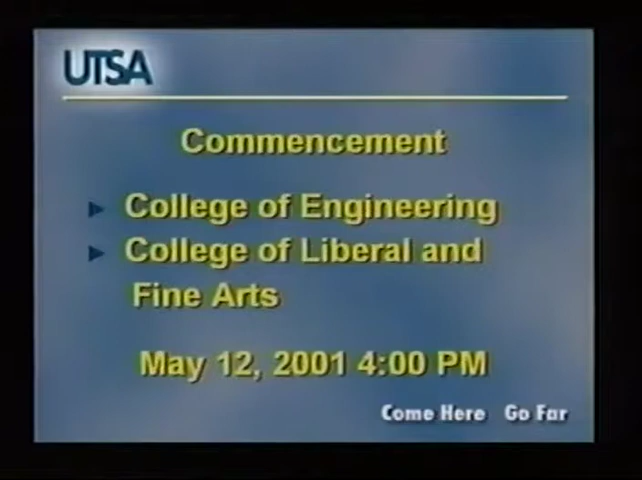 UTSA
Commencement
College of Engineering
College of Liberal and
Fine Arts
May 12, 2001 4:00 PM
Come Here Go Far